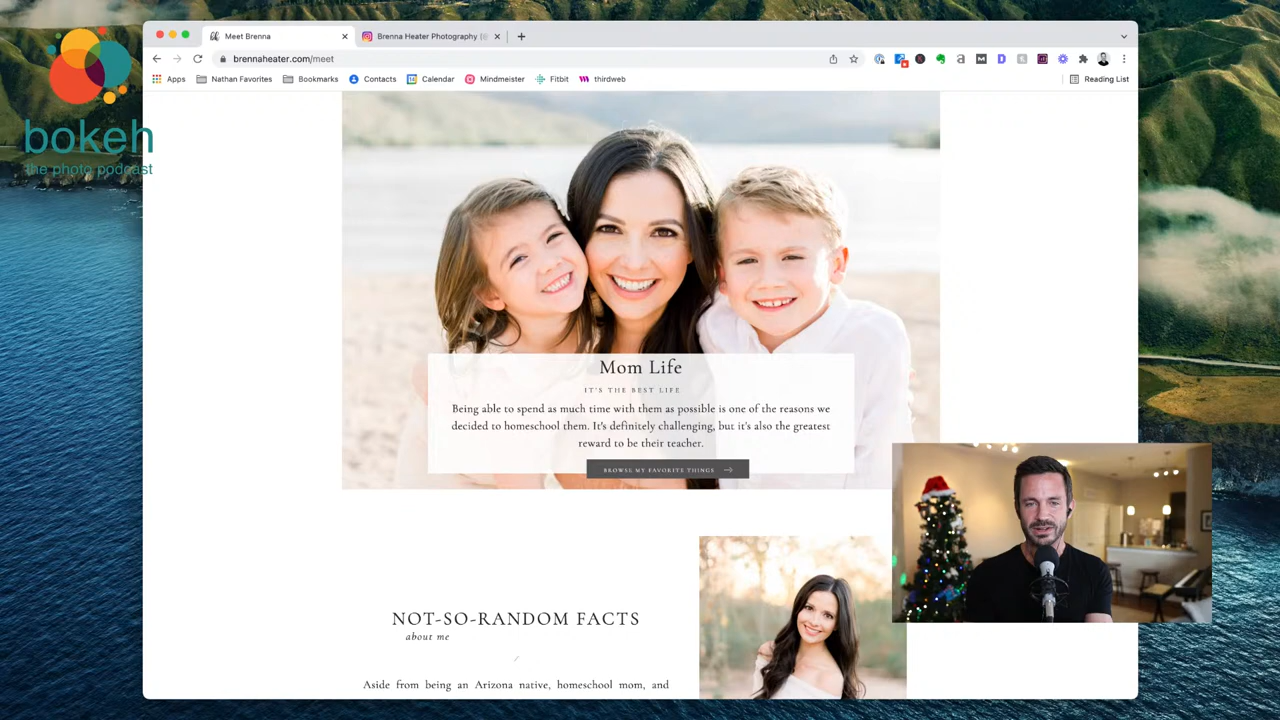 bokeh
the photo podcast
Meet Brenna
Brenna Heater Photography (@
brennaheater.com/meet
Apps
Nathan Favorites
Bookmarks
Contacts
Calendar
Mindmeister
Fitbit
thirdweb
Reading List
Mom Life
IT'S THE BEST LIFE
Being able to spend as much time with them as possible is one of the reasons we
decided to homeschool them. It's definitely challenging, but it's also the greatest
reward to be their teacher.
BROWSE MY FAVORITE THINGS
NOT-SO-RANDOM FACTS
about me
Aside from being an Arizona native, homeschool mom, and